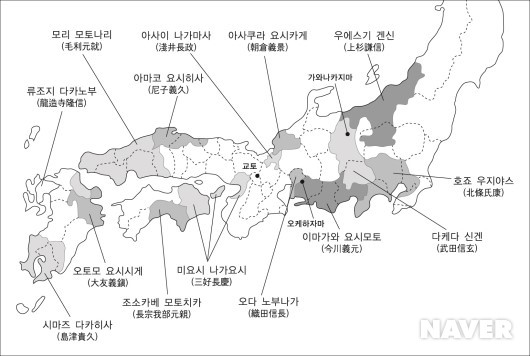 모리 모토나리
(毛利元就)
아사이 나가마사
(淺井長政)
아사쿠라 요시카게
(朝倉義景)
우에스기 겐신
(上杉謙信)
아마코 요시히사
(尼子義久)
류조지 다카노부
(龍造寺隆信)
가와나카지마
교토
호죠 우지야스
(北條氏康)
오케하자마
이마가와 요시모토
(今川義元)
다케다 신겐
(武田信玄)
오토모 요시시게
(大友義鎭)
미요시 나가요시
(三好長慶)
조소카베 모토치카
(長宗我部元親)
오다 노부나가
(織田信長)
시마즈 다카히사
(島津貴久)
NAVER